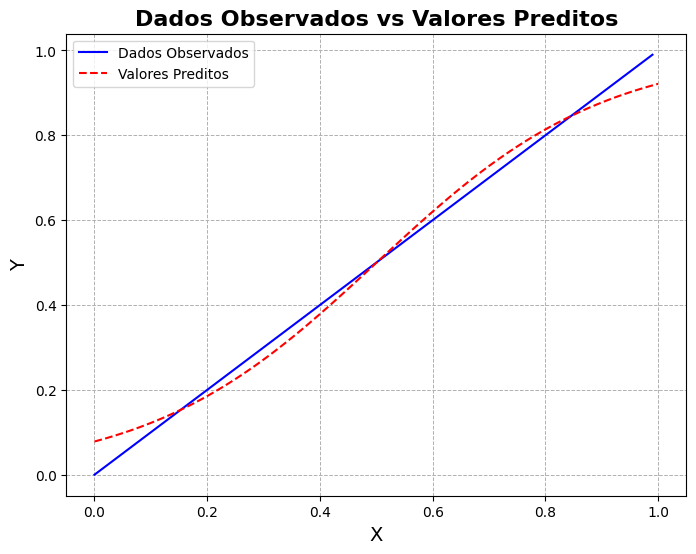 Dados Observados vs Valores Preditos
Dados Observados
Valores Preditos
Y
1.0
0.8
0.6
0.4
0.2
0.0
0.0 0.2 0.4 0.6 0.8 1.0
X